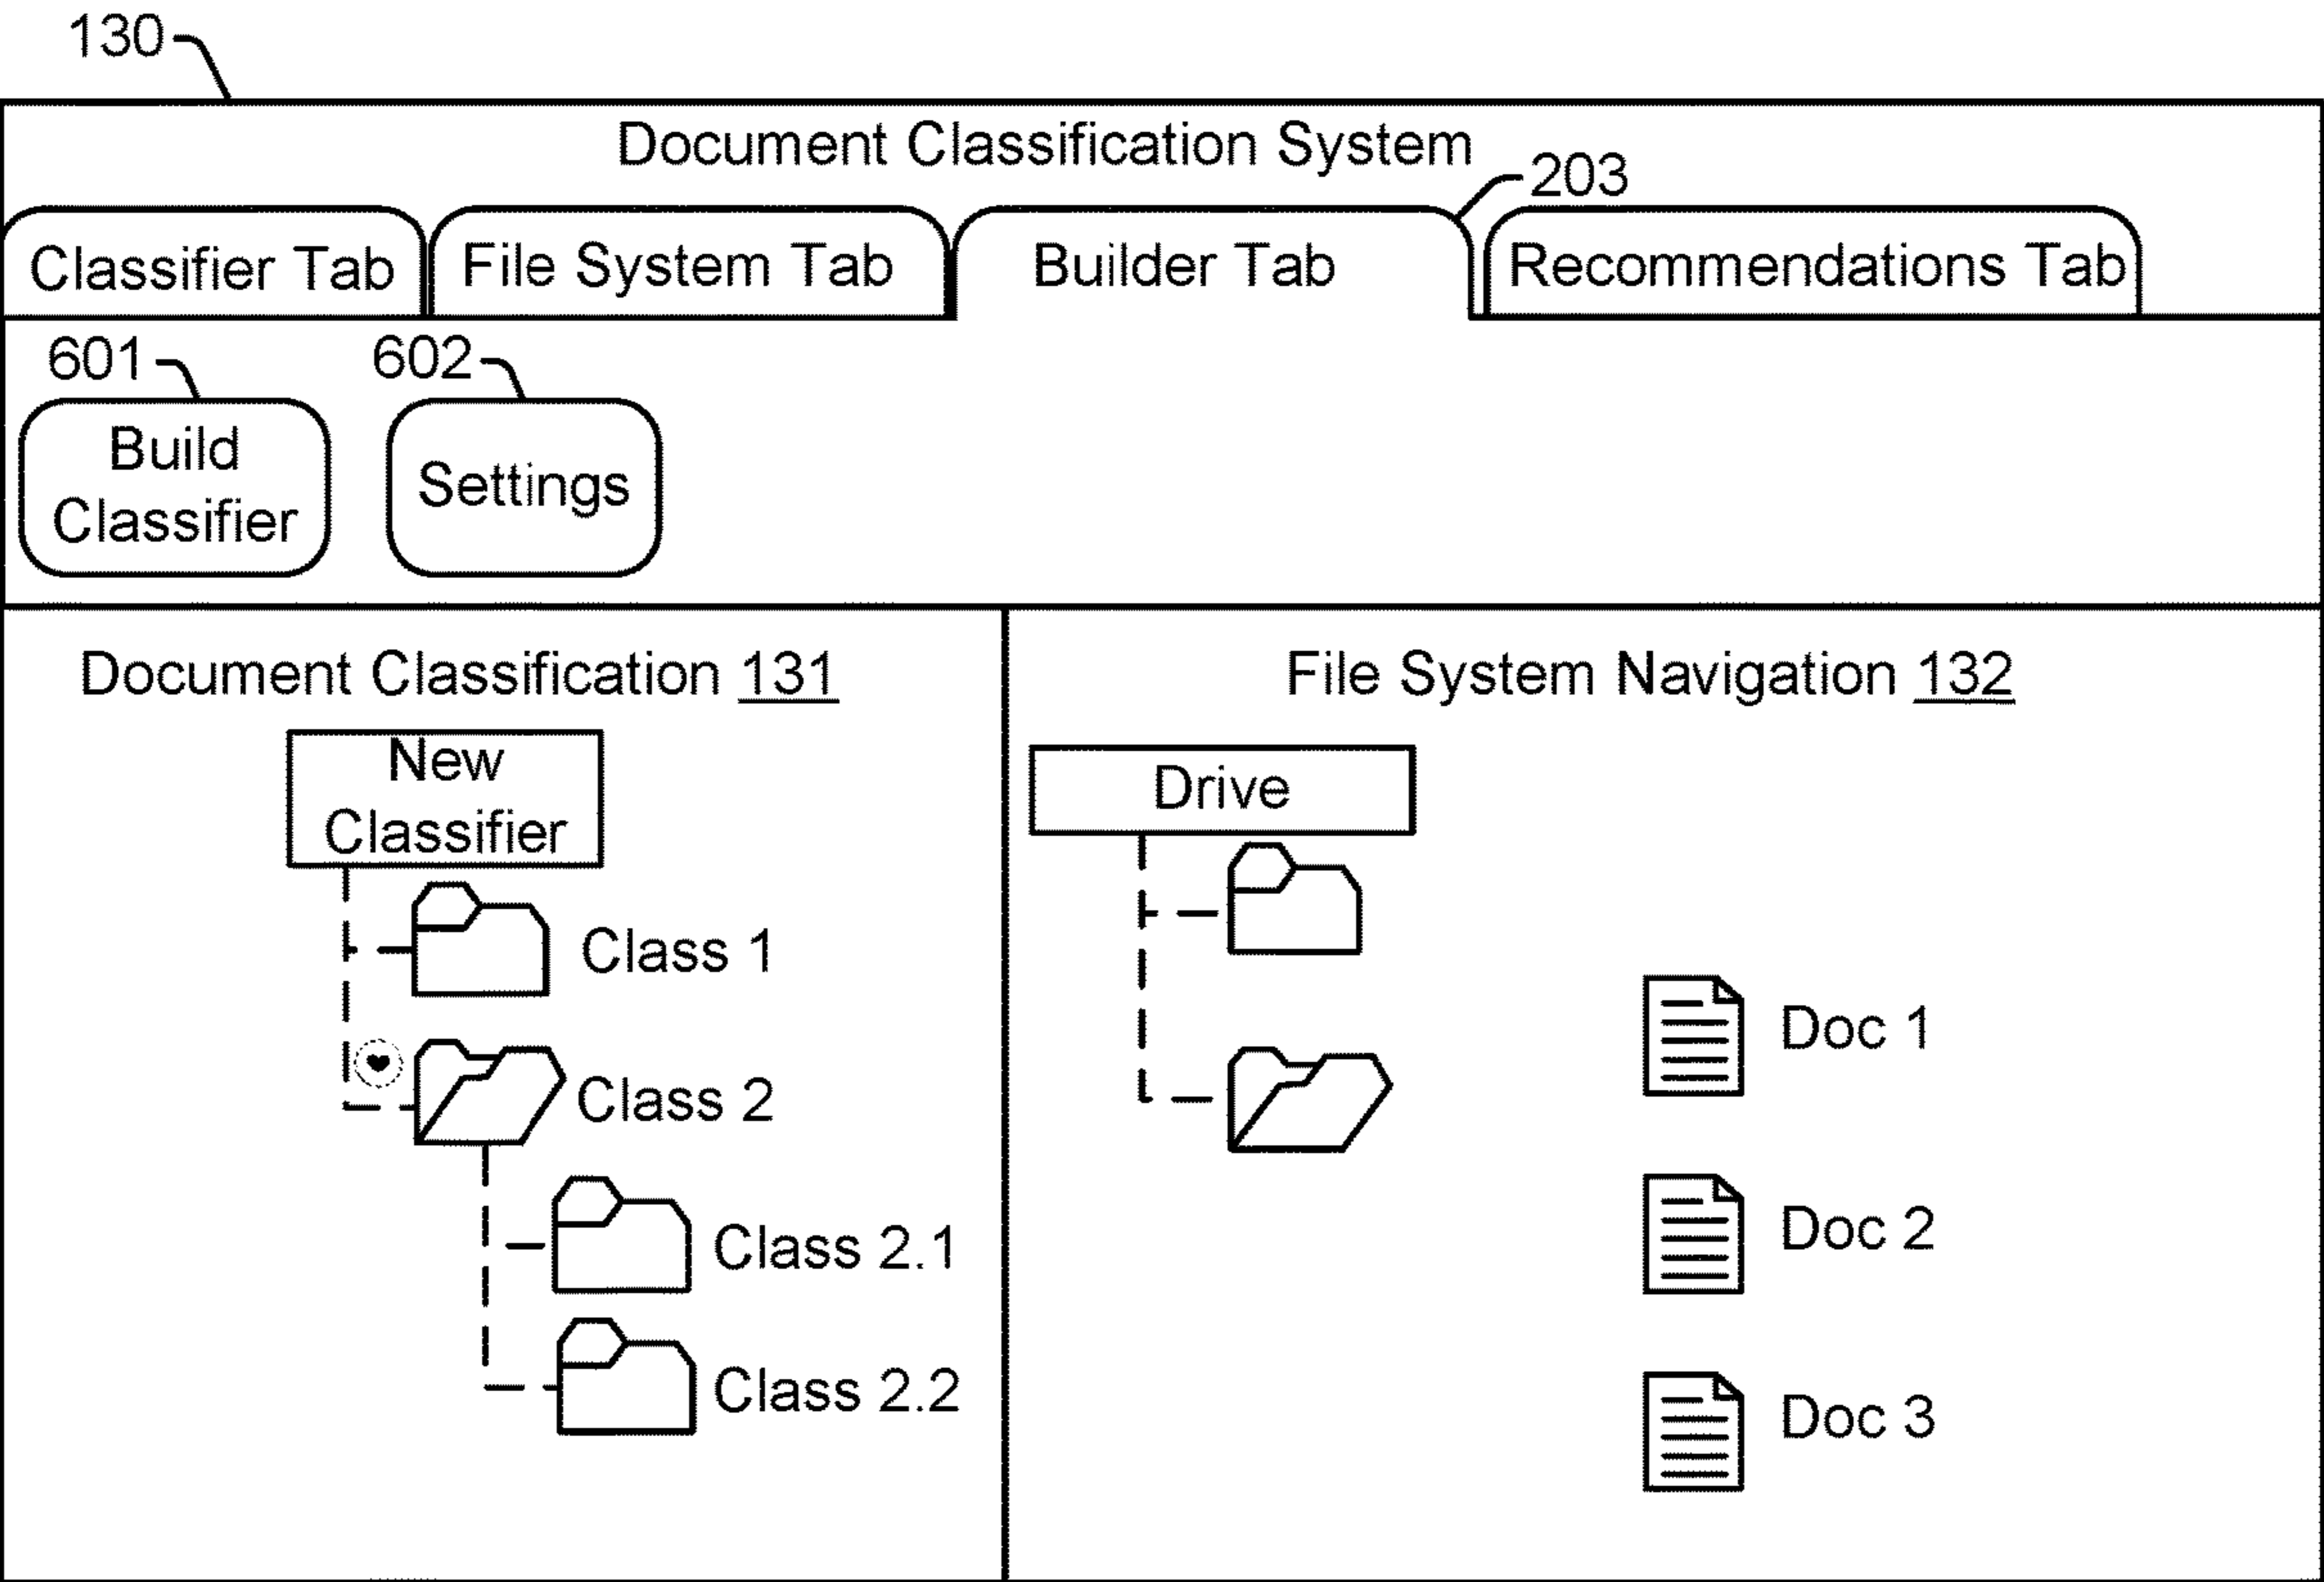 130
Document Classification System
203
Classifier Tab
File System Tab
Builder Tab
Recommendations Tab
601
602
Build
Classifier
Settings
Document Classification 131
New
Classifier
Class 1
Class 2
Class 2.1
Class 2.2
File System Navigation 132
Drive
Doc 1
Doc 2
Doc 3